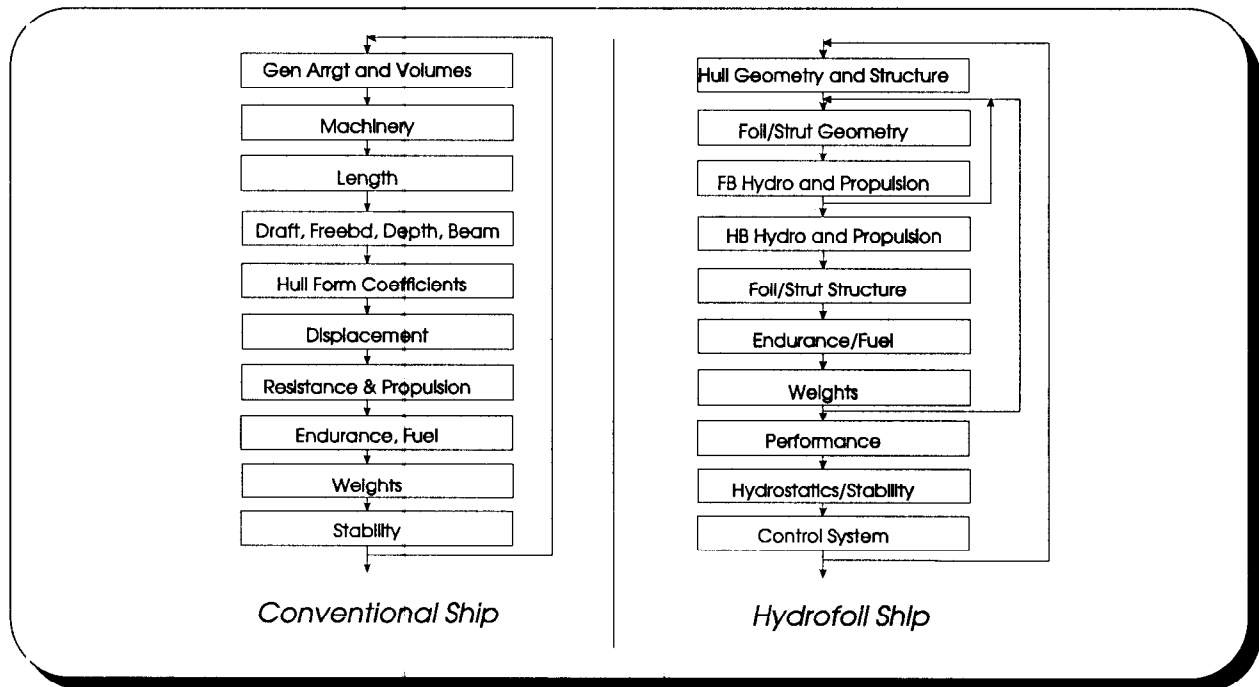 Gen Arrgt and Volumes
Machinery
Length
Draft, Freebd, Depth, Beam
Hull Form Coefficients
Displacement
Resistance & Propulsion
Endurance, Fuel
Weights
Stability
Conventional Ship
Hull Geometry and Structure
Foil/Strut Geometry
FB Hydro and Propulsion
HB Hydro and Propulsion
Foil/Strut Structure
Endurance/Fuel
Weights
Performance
Hydrostatics/Stability
Control System
Hydrofoil Ship